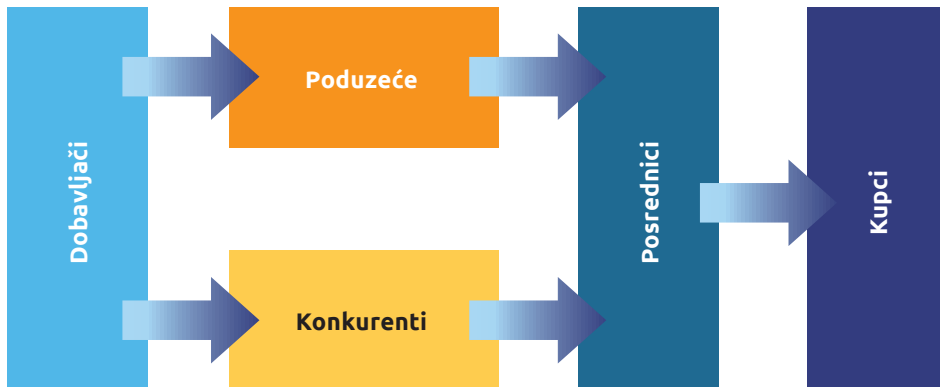 Dobavljači
Poduzeće
Konkurenti
Posrednici
Kupci